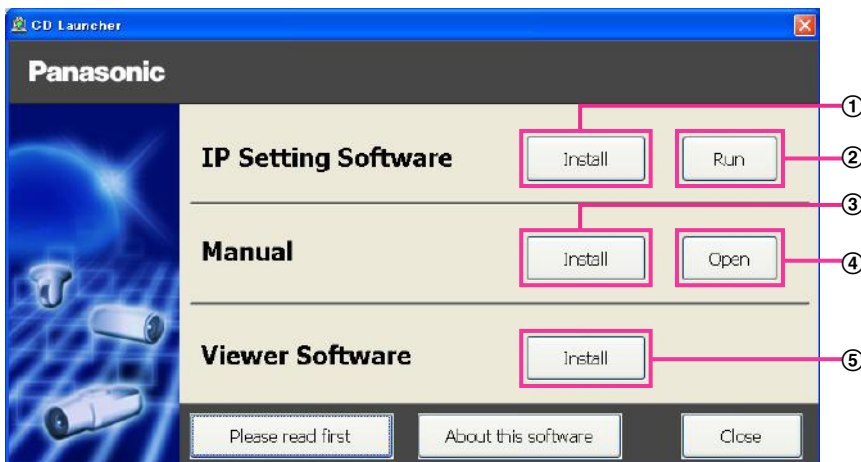 CD Launcher
Panasonic
①
IP Setting Software Install Run ②
③
Manual Install Open ④
Viewer Software Install ⑤
Please read first About this software Close